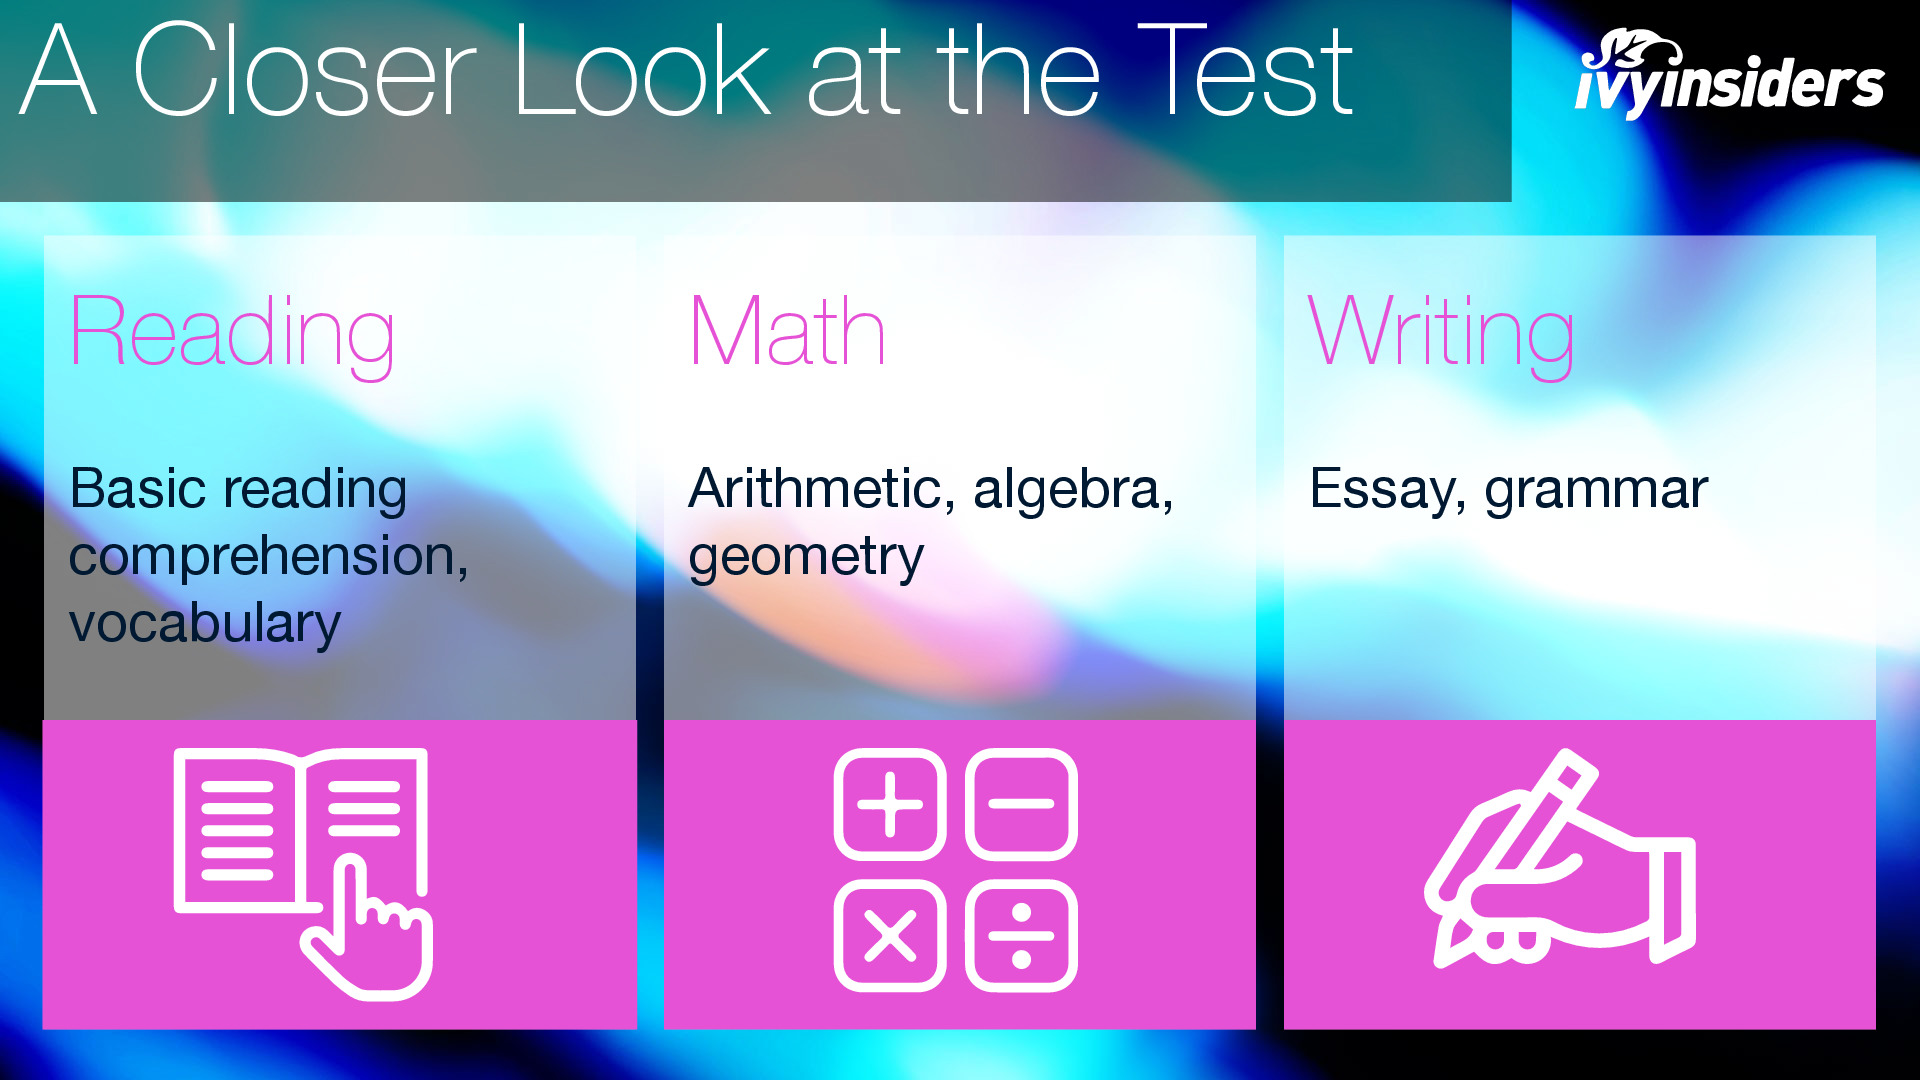 A Closer Look at the Test
ivyinsiders
Reading
Basic reading
comprehension,
vocabulary
Math
Arithmetic, algebra,
geometry
Writing
Essay, grammar